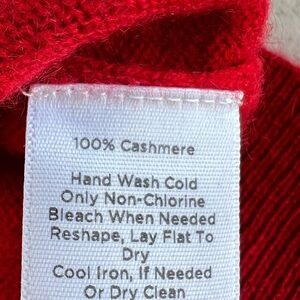 100% Cashmere
Hand Wash Cold
Only Non-Chlorine
Bleach When Needed
Reshape, Lay Flat To
Dry
Cool Iron, If Needed
Or Dry Clean